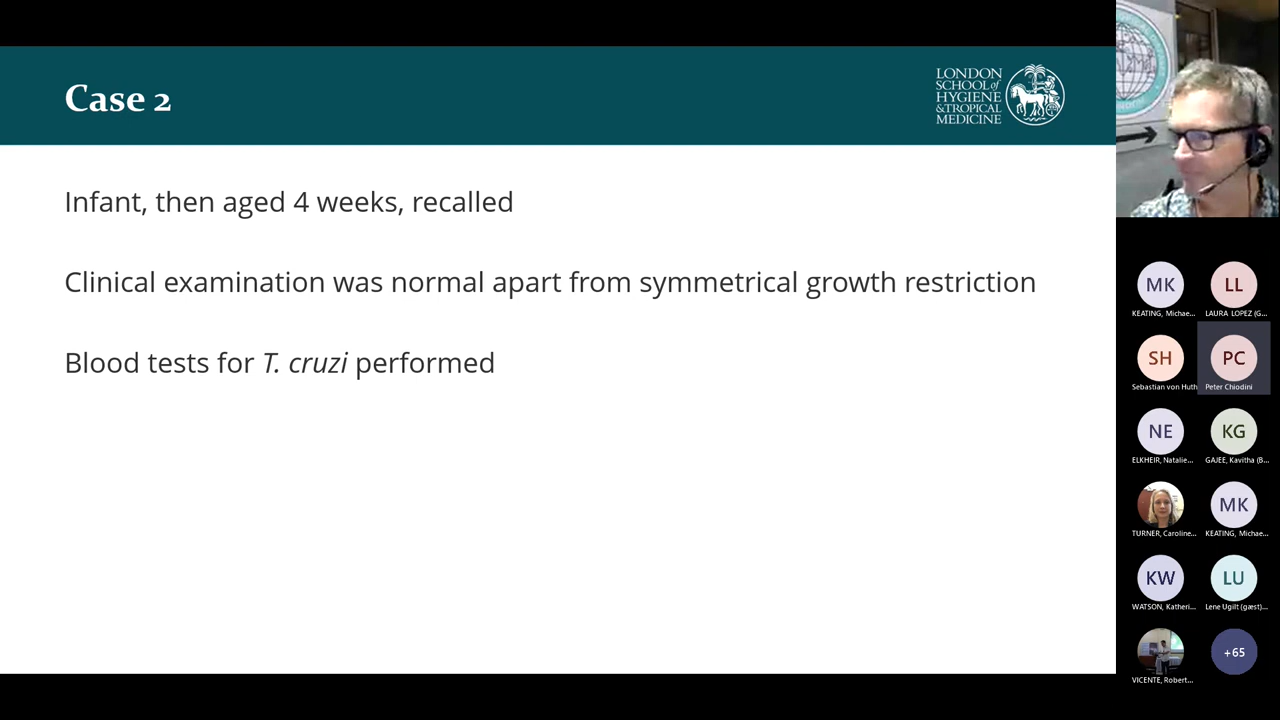 Case 2
LONDON
SCHOOL of
HYGIENE
& TROPICAL
MEDICINE
Infant, then aged 4 weeks, recalled
Clinical examination was normal apart from symmetrical growth restriction
Blood tests for T. cruzi performed
MK
KEATING, Michae...
LL
LAURA LOPEZ (G...
SH
Sebastian von Huth
PC
Peter Chiodini
NE
ELKHEIR, Natalie...
KG
GAJEE, Kavitha (B...
TURNER, Caroline...
MK
KEATING, Michae...
KW
WATSON, Katheri...
LU
Lene Ugilt (gæst)...
VICENTE, Robert...
+65